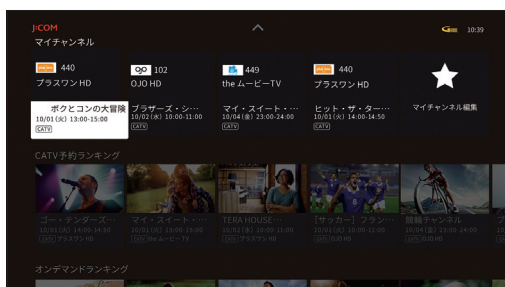 J:COM
10:39
マイチャンネル
440
プラスワン HD
102
OJO HD
449
the ムービーTV
440
プラスワン HD
ボクとコンの大冒険
10/01(火) 13:00-15:00
CATV
ブラザーズ・シ…
10/02(水) 10:00-11:00
CATV
マイ・スイート・…
10/04(金) 23:00-24:00
CATV
ヒット・ザ・ター…
10/01(火) 14:00-14:50
CATV
マイチャンネル編集
CATV予約ランキング
ゴー・テンダーズ…
10/01(火) 14:00-14:50
CATV プラスワン HD
マイ・スイート・…
10/01(火) 13:00-15:00
CATV the ムービーTV
TERA HOUSE…
10/02(水) 10:00-11:00
CATV プラスワン HD
［サッカー］フラン…
10/01(火) 10:00-12:00
CATV OJO HD
競輪チャンネル
10/04(金) 23:00-24:00
CATV OJO HD
オンデマンドランキング